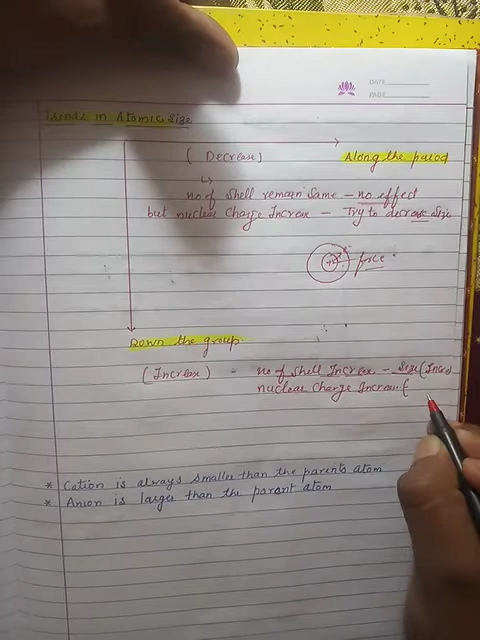 DATE
PAGE
Trends in Atomic Size
( Decrease )
Along the period
no of Shell remain Same - no effect
but nuclear Charge Increase - Try to decrease Size
force
Down the group
( Increase ) - no of Shell Increase - Size (Incre
nuclear charge Increase (
* Cation is always smaller than the parents atom
* Anion is larger than the parent atom